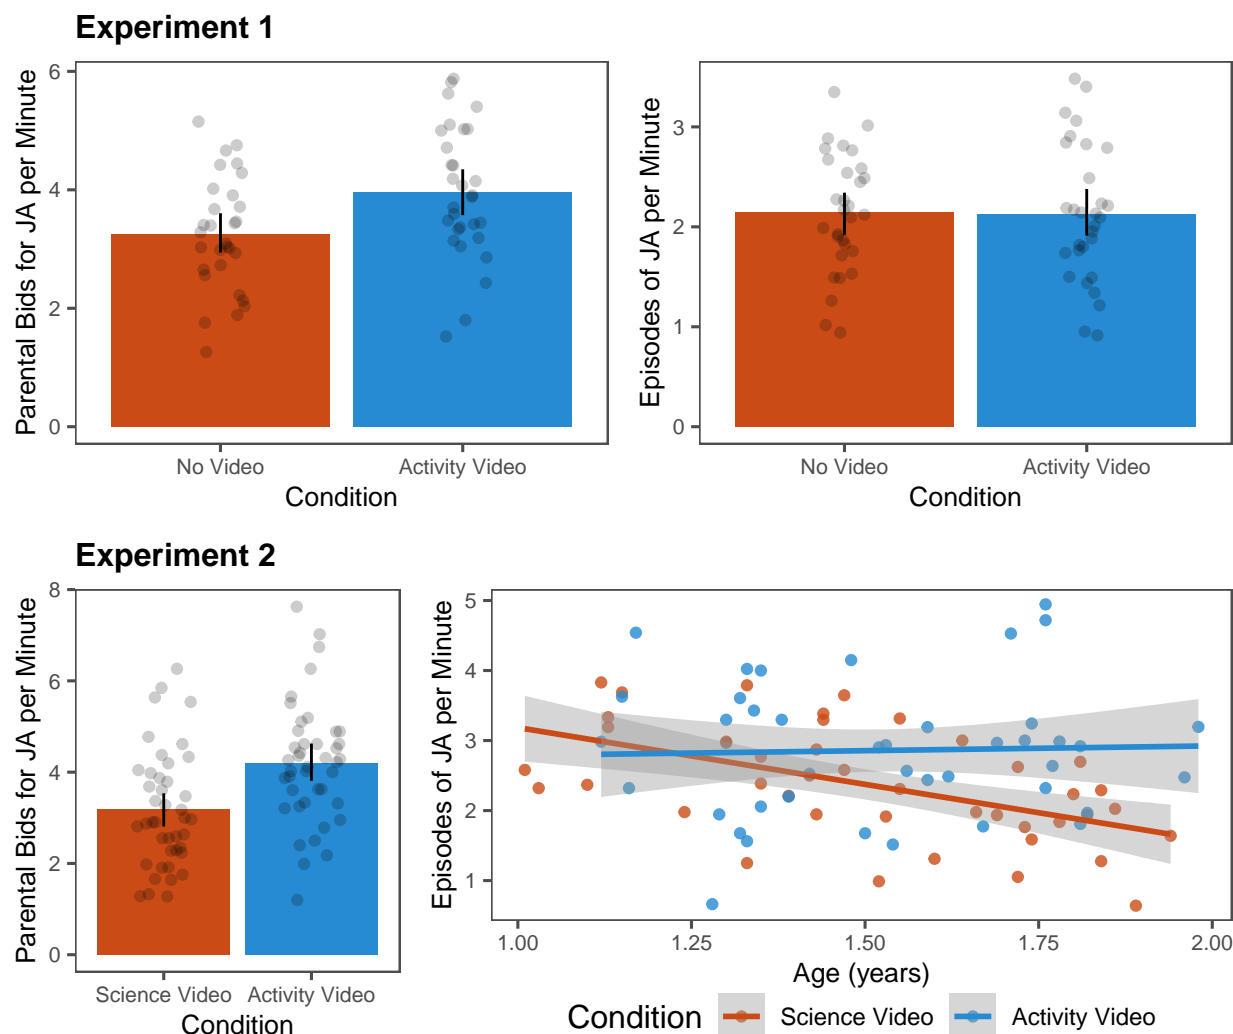 Experiment 1
Parental Bids for JA per Minute
6
4
2
0
No Video
Activity Video
Condition
Episodes of JA per Minute
3
2
1
0
No Video
Activity Video
Condition
Experiment 2
Parental Bids for JA per Minute
8
6
4
2
0
Science Video
Activity Video
Condition
Episodes of JA per Minute
5
4
3
2
1
1.00
1.25
1.50
1.75
2.00
Age (years)
Condition
Science Video
Activity Video